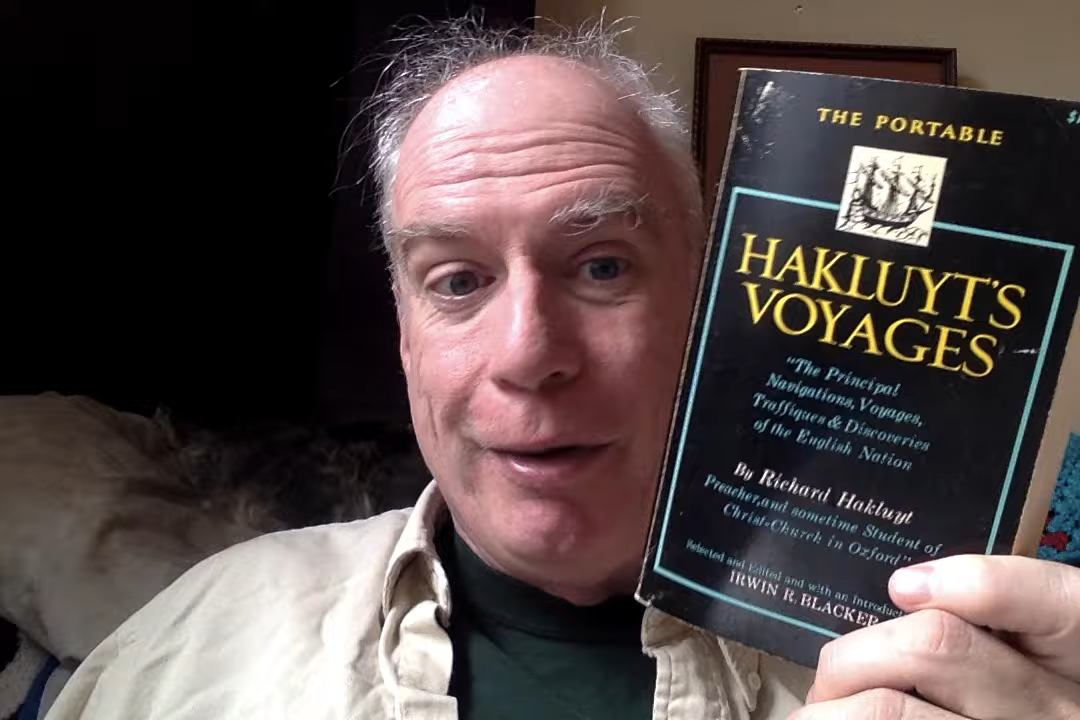 THE PORTABLE
HAKLUYT'S
VOYAGES
"The Principal
Navigations, Voyages,
Traffiques & Discoveries
of the English Nation
By Richard Hakluyt
Preacher, and sometime Student of
Christ-Church in Oxford"
Selected and Edited and with an Introduct
IRWIN R. BLACKER